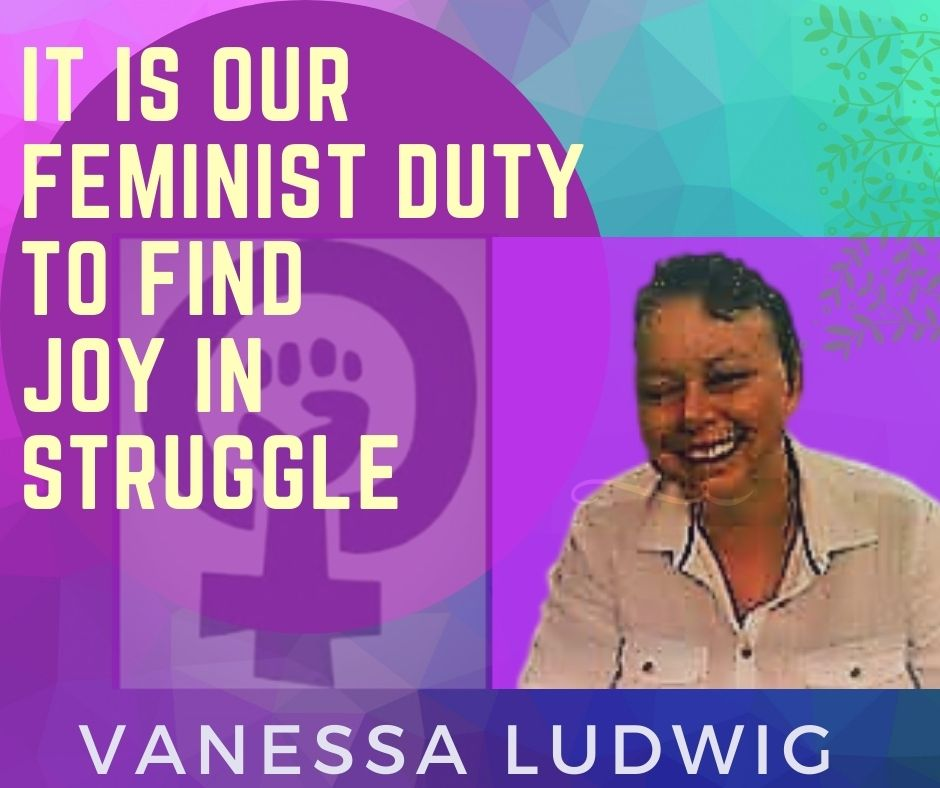 IT IS OUR
FEMINIST DUTY
TO FIND
JOY IN
STRUGGLE
VANESSA LUDWIG